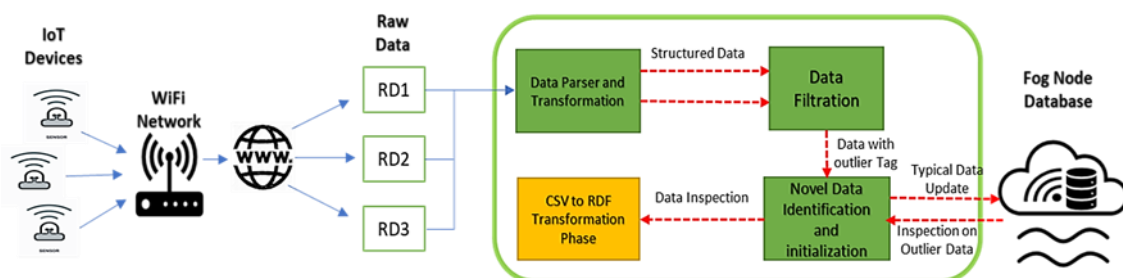 IoT
Devices
SENSOR
SENSOR
SENSOR
WiFi
Network
WWW.
Raw
Data
RD1
RD2
RD3
Data Parser and
Transformation
Structured Data
Data
Filtration
Data with
outlier Tag
Novel Data
Identification
and
initialization
Data Inspection
CSV to RDF
Transformation
Phase
Typical Data
Update
Inspection on
Outlier Data
Fog Node
Database